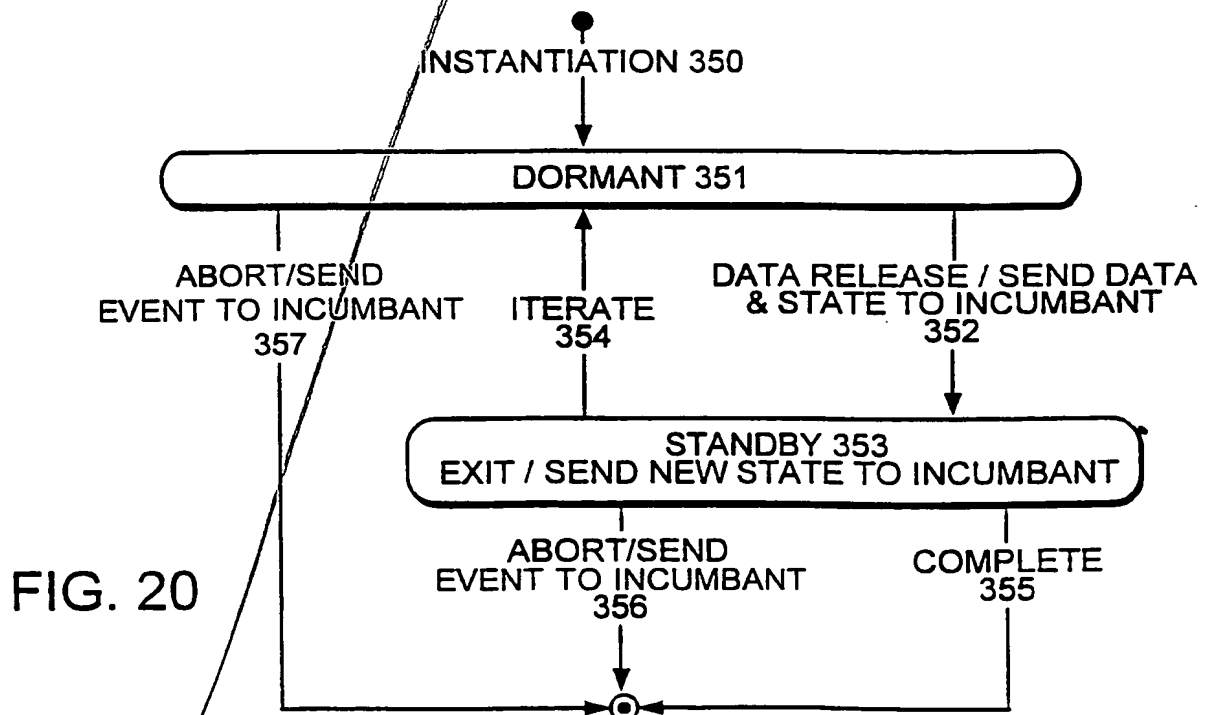 INSTANTIATION 350
DORMANT 351
ABORT/SEND
EVENT TO INCUMBANT
357
ITERATE
354
DATA RELEASE / SEND DATA
& STATE TO INCUMBANT
352
STANDBY 353
EXIT / SEND NEW STATE TO INCUMBANT
ABORT/SEND
EVENT TO INCUMBANT
356
COMPLETE
355
FIG. 20